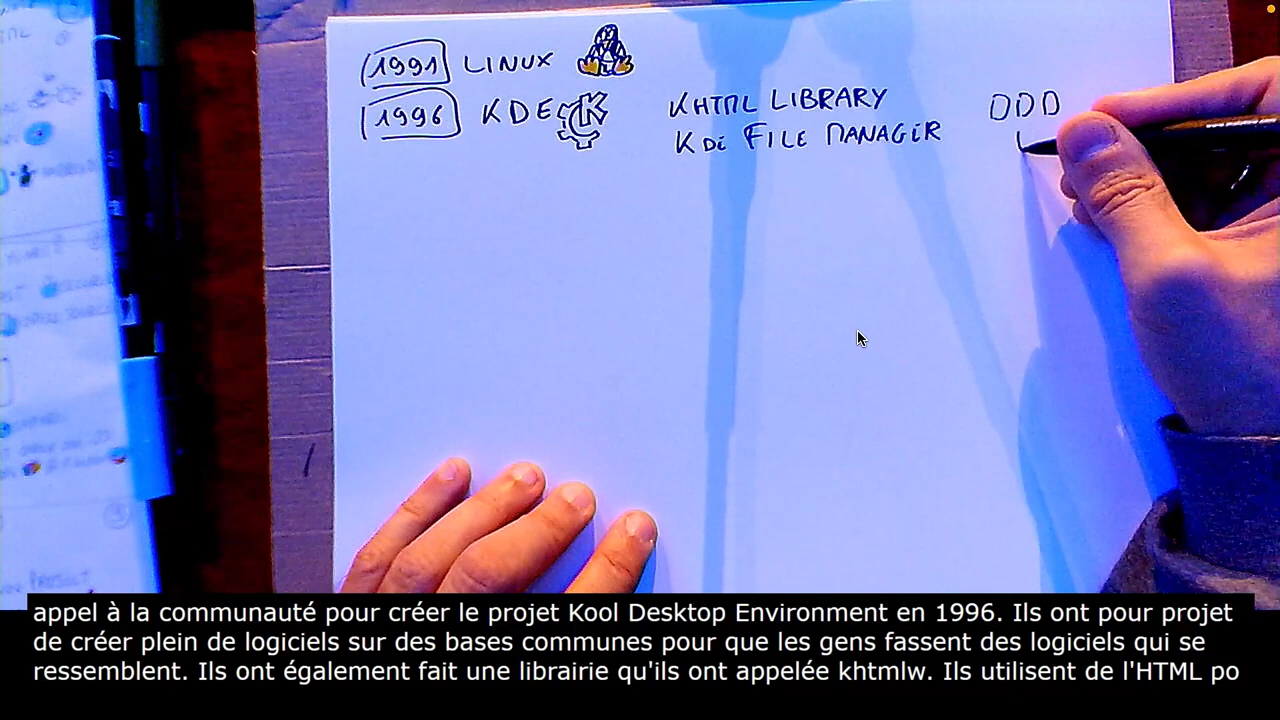 1991 LINUX
1996 KDE K
KHTML LIBRARY
KDE FILE MANAGER
appel à la communauté pour créer le projet Kool Desktop Environment en 1996. Ils ont pour projet
de créer plein de logiciels sur des bases communes pour que les gens fassent des logiciels qui se
ressemblent. Ils ont également fait une librairie qu'ils ont appelée khtmlw. Ils utilisent de l'HTML po